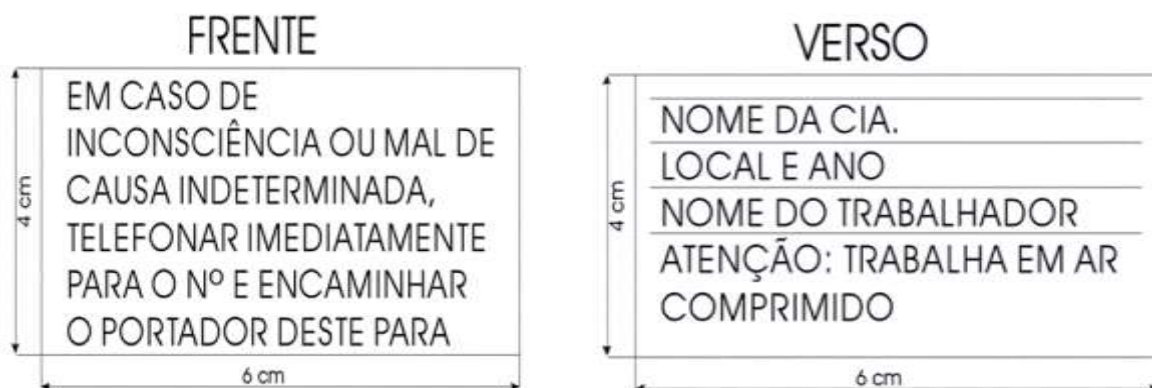 FRENTE
EM CASO DE
INCONSCIÊNCIA OU MAL DE
CAUSA INDETERMINADA,
TELEFONAR IMEDIATAMENTE
PARA O Nº E ENCAMINHAR
O PORTADOR DESTE PARA
4 cm
6 cm
VERSO
NOME DA CIA.
LOCAL E ANO
NOME DO TRABALHADOR
ATENÇÃO: TRABALHA EM AR
COMPRIMIDO
4 cm
6 cm